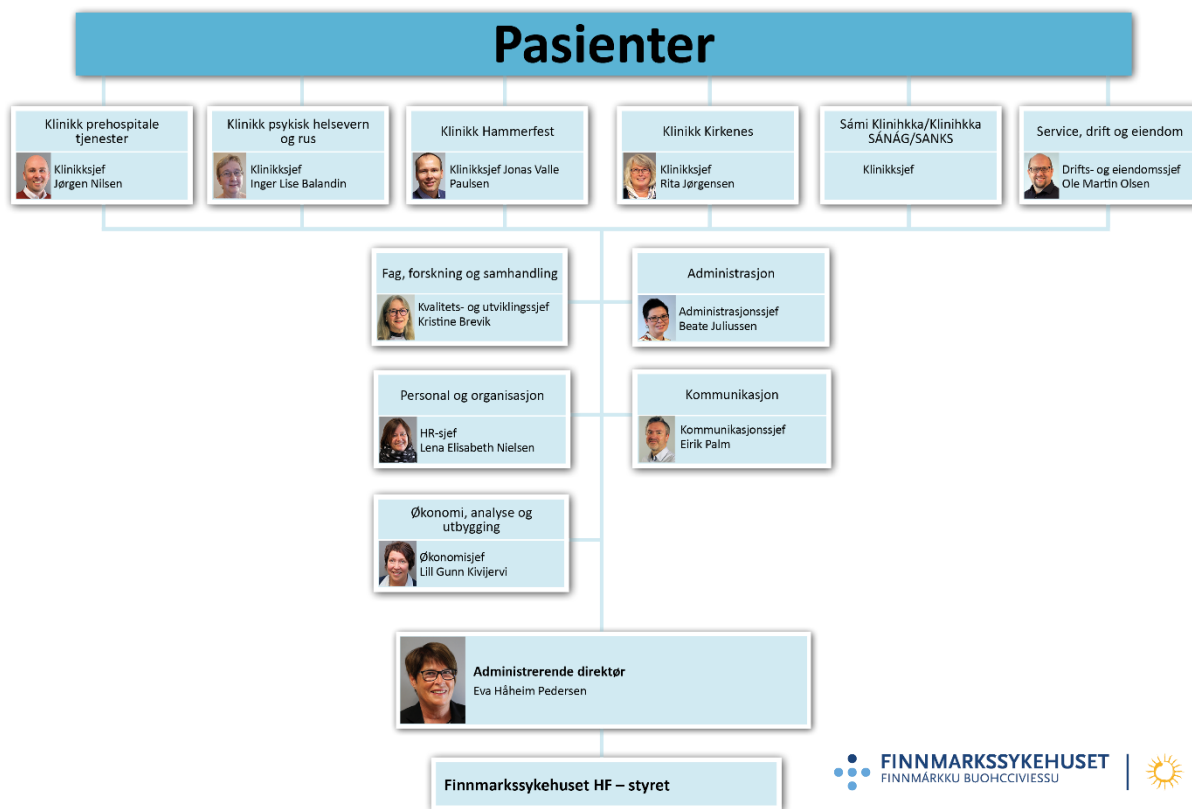 Pasienter
Klinikk prehospitale
tjenester
Klinikksjef
Jørgen Nilsen
Klinikk psykisk helsevern
og rus
Klinikksjef
Inger Lise Balandin
Klinikk Hammerfest
Klinikksjef Jonas Valle
Paulsen
Klinikk Kirkenes
Klinikksjef
Rita Jørgensen
Sámi Klinihkka/Klinihkka
SÁNÁG/SANKS
Klinikksjef
Service, drift og eiendom
Drifts- og eiendomssjef
Ole Martin Olsen
Fag, forskning og samhandling
Kvalitets- og utviklingssjef
Kristine Brevik
Administrasjon
Administrasjonssjef
Beate Juliussen
Personal og organisasjon
HR-sjef
Lena Elisabeth Nielsen
Kommunikasjon
Kommunikasjonssjef
Eirik Palm
Økonomi, analyse og
utbygging
Økonomisjef
Lill Gunn Kivijervi
Administrerende direktør
Eva Håheim Pedersen
Finnmarkssykehuset HF – styret
FINNMARKSSYKEHUSET
FINNMÁRKKU BUOHCCIVIESSU